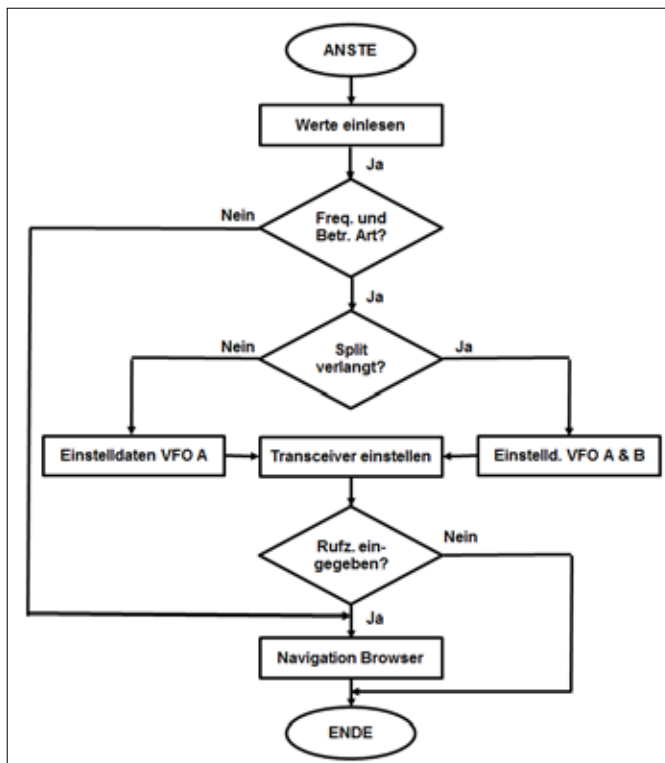 ANSTE
Werte einlesen
Ja
Nein
Freq. und
Betr. Art?
Ja
Nein
Split
verlangt?
Ja
Einstelldaten VFO A
Transceiver einstellen
Einstelld. VFO A & B
Rufz. ein-
gegeben?
Nein
Ja
Navigation Browser
ENDE